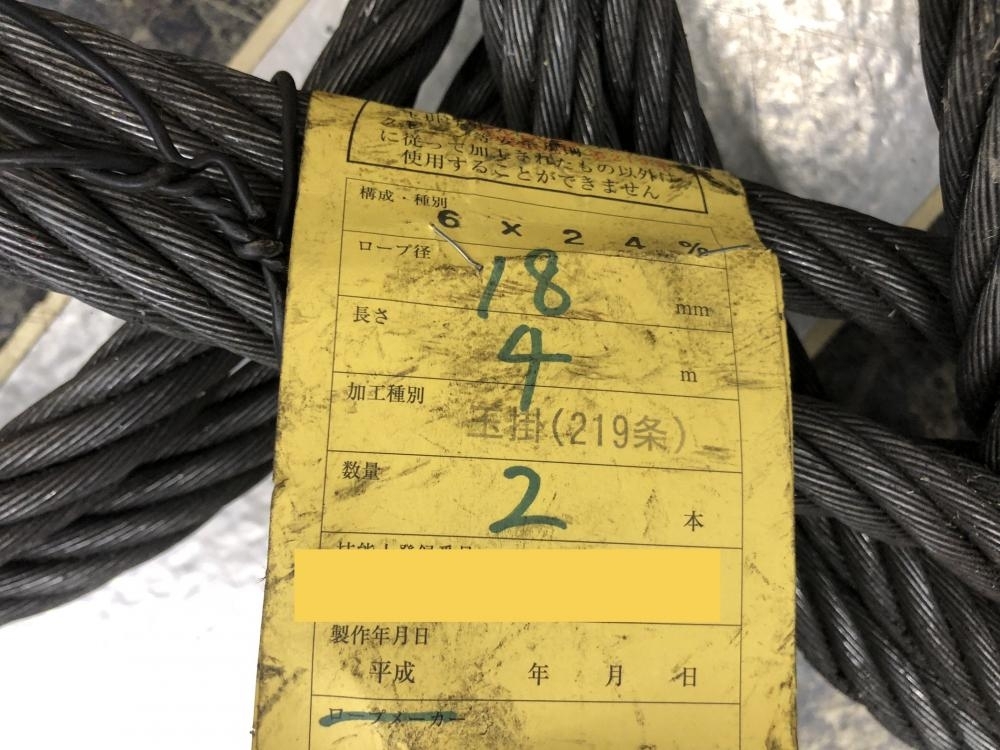 に従って加工されたもの以外は
使用することができません
構成・種別
6 × 2 4 %
ロープ径
18 mm
長さ
4 m
加工種別
玉掛(219条)
数量
2 本
製作年月日
平成 年 月 日
ロープメーカー